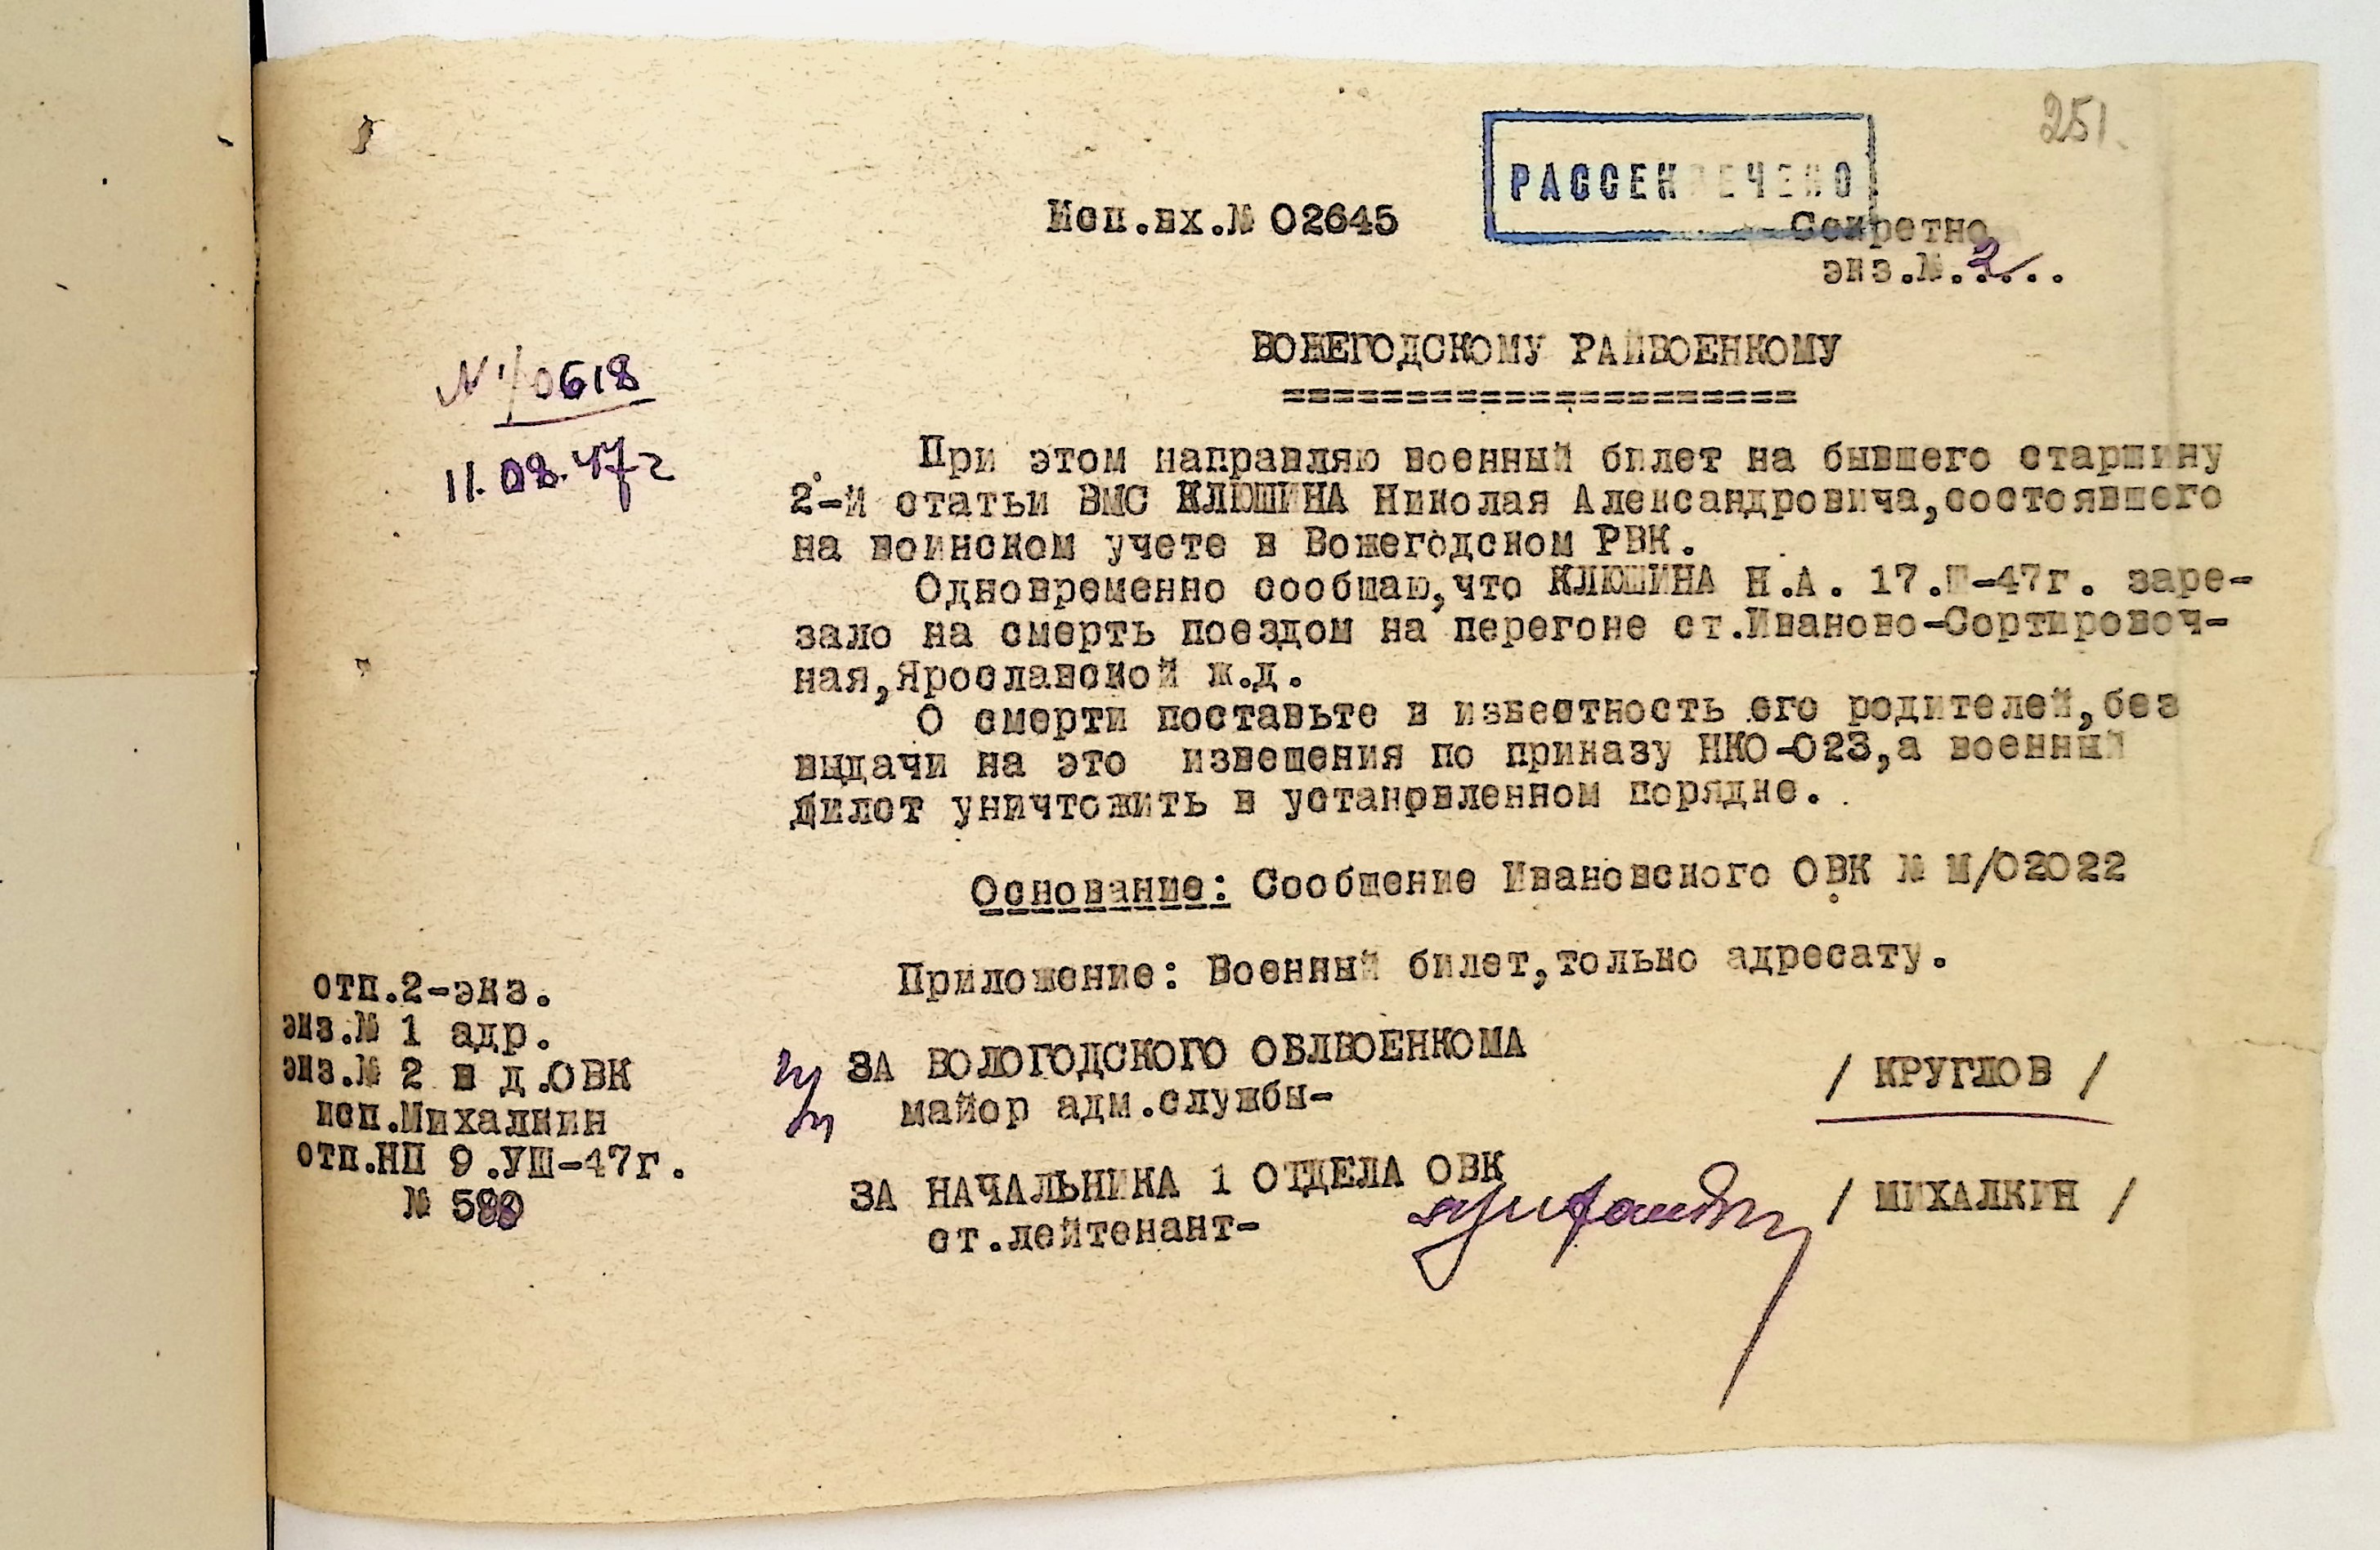 251.
РАССЕКРЕЧЕНО
Исп.вх.№ 02645
Секретно
экз.№.2...
ВОЖЕГОДСКОМУ РАЙВОЕНКОМУ
=====================
№ 1/0618
11.08.47г
При этом направляю военный билет на бывшего старшину
2-й статьи ВМС КЛЮШИНА Николая Александровича,состоявшего
на воинском учете в Вожегодском РВК.
Одновременно сообщаю,что КЛЮШИНА Н.А. 17.Ш-47г. заре-
зало на смерть поездом на перегоне ст.Иваново-Сортировоч-
ная,Ярославской ж.д.
О смерти поставьте в известность его родителей,без
выдачи на это извещения по приказу НКО-023,а военный
билет уничтожить в установленном порядке.
Основание: Сообщение Ивановского ОВК № Ш/02022
Приложение: Военный билет,только адресату.
отп.2-экз.
экз.№ 1 адр.
экз.№ 2 в д.ОВК
исп.Михалкин
отп.НП 9.УШ-47г.
№ 580
ЗА ВОЛОГОДСКОГО ОБЛВОЕНКОМА
майор адм.службы- / КРУГЛОВ /
ЗА НАЧАЛЬНИКА 1 ОТДЕЛА ОВК
ст.лейтенант- / МИХАЛКИН /